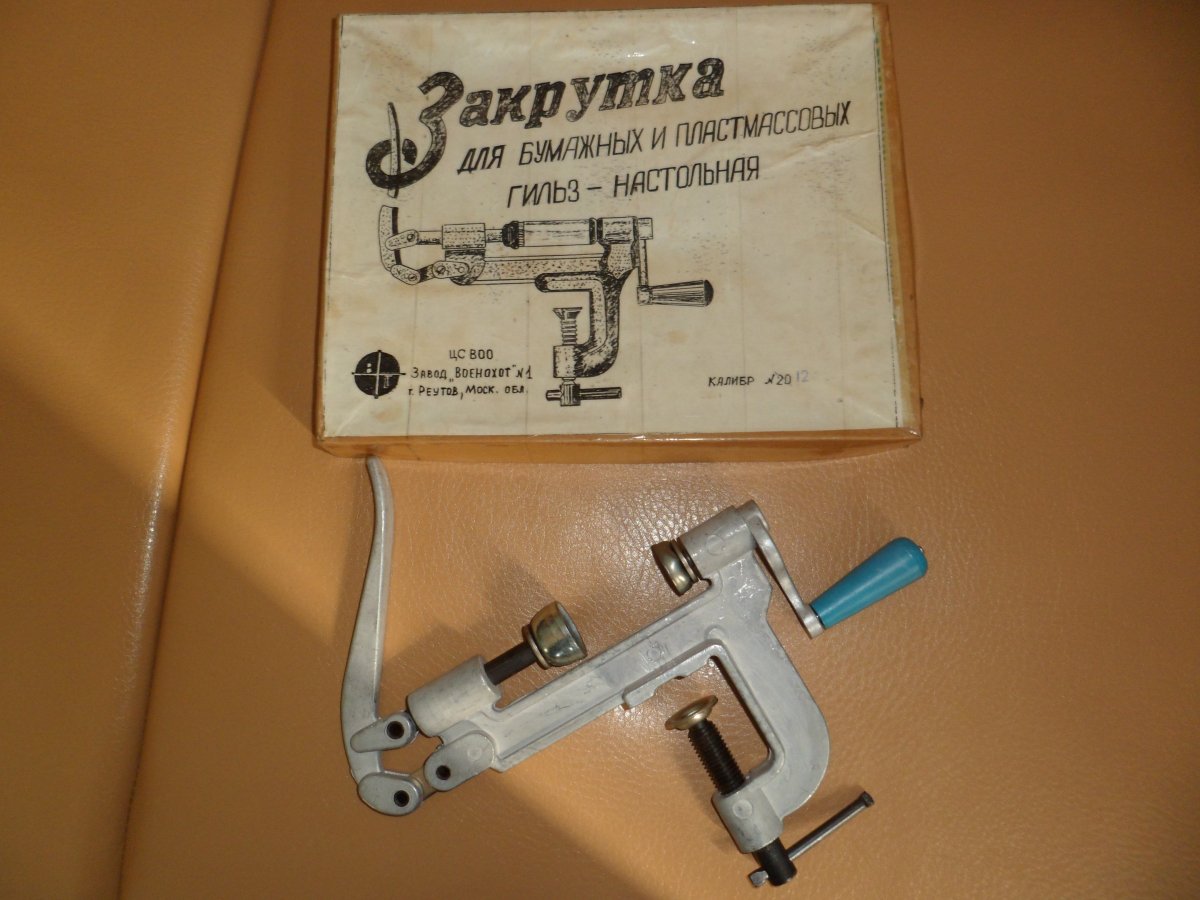 Закрутка
ДЛЯ БУМАЖНЫХ И ПЛАСТМАССОВЫХ
ГИЛЬЗ - НАСТОЛЬНАЯ
ЦС ВОО
ЗАВОД „ВОЕНОХОТ" №1
г. РЕУТОВ, МОСК. ОБЛ.
КАЛИБР №20 12